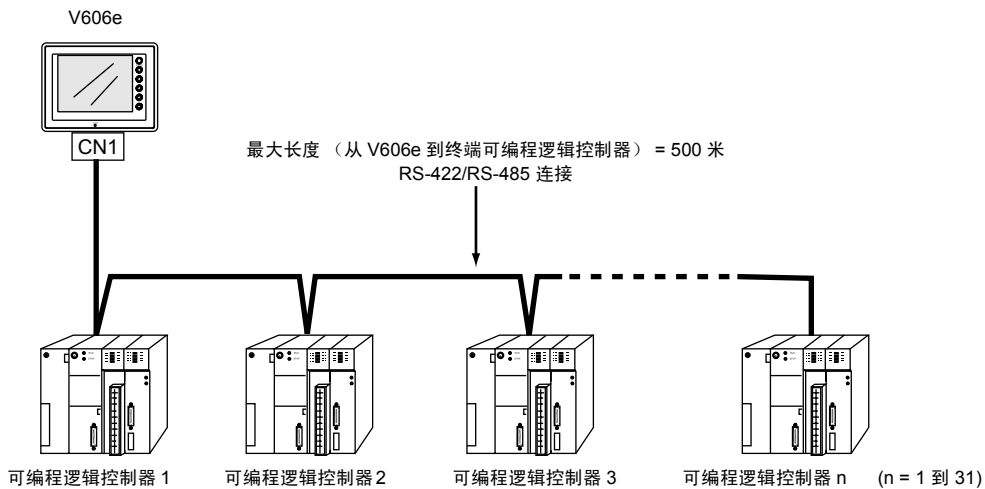 V606e
CN1
最大长度 （从 V606e 到终端可编程逻辑控制器） = 500 米
RS-422/RS-485 连接
可编程逻辑控制器 1
可编程逻辑控制器 2
可编程逻辑控制器 3
可编程逻辑控制器 n
(n = 1 到 31)